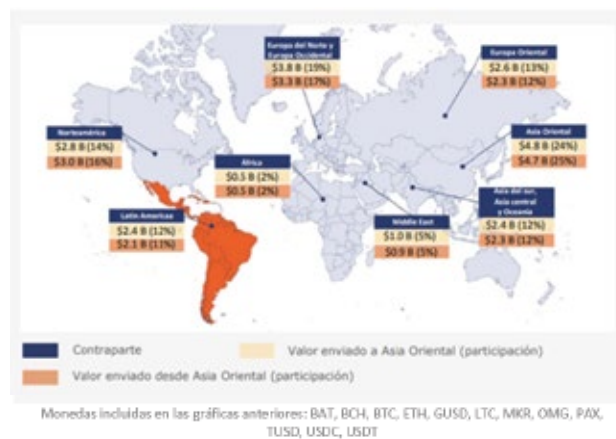 Europa del Norte y
Europa Occidental
$3.8 B (19%)
$3.3 B (17%)
Europa Oriental
$2.6 B (13%)
$2.3 B (12%)
Norteamérica
$2.8 B (14%)
$3.0 B (16%)
África
$0.5 B (2%)
$0.5 B (2%)
Asia Oriental
$4.8 B (24%)
$4.7 B (25%)
Latin Americaa
$2.4 B (12%)
$2.1 B (11%)
Middle East
$1.0 B (5%)
$0.9 B (5%)
Asia del sur,
Asia central
y Oceanía
$2.4 B (12%)
$2.3 B (12%)
Contraparte
Valor enviado a Asia Oriental (participación)
Valor enviado desde Asia Oriental (participación)
Monedas incluidas en las gráficas anteriores: BAT, BCH, BTC, ETH, GUSD, LTC, MKR, OMG, PAX,
TUSD, USDC, USDT